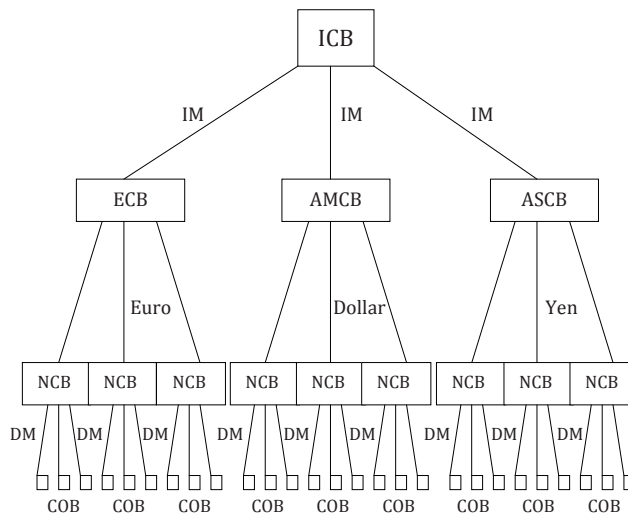 ICB
IM IM IM
ECB AMCB ASCB
Euro Dollar Yen
NCB NCB NCB NCB NCB NCB NCB NCB NCB
DM DM DM DM DM DM DM DM DM
COB COB COB COB COB COB COB COB COB